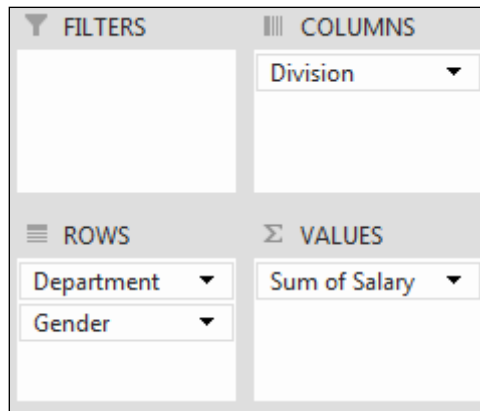 FILTERS
COLUMNS
Division
ROWS
Σ VALUES
Department
Sum of Salary
Gender